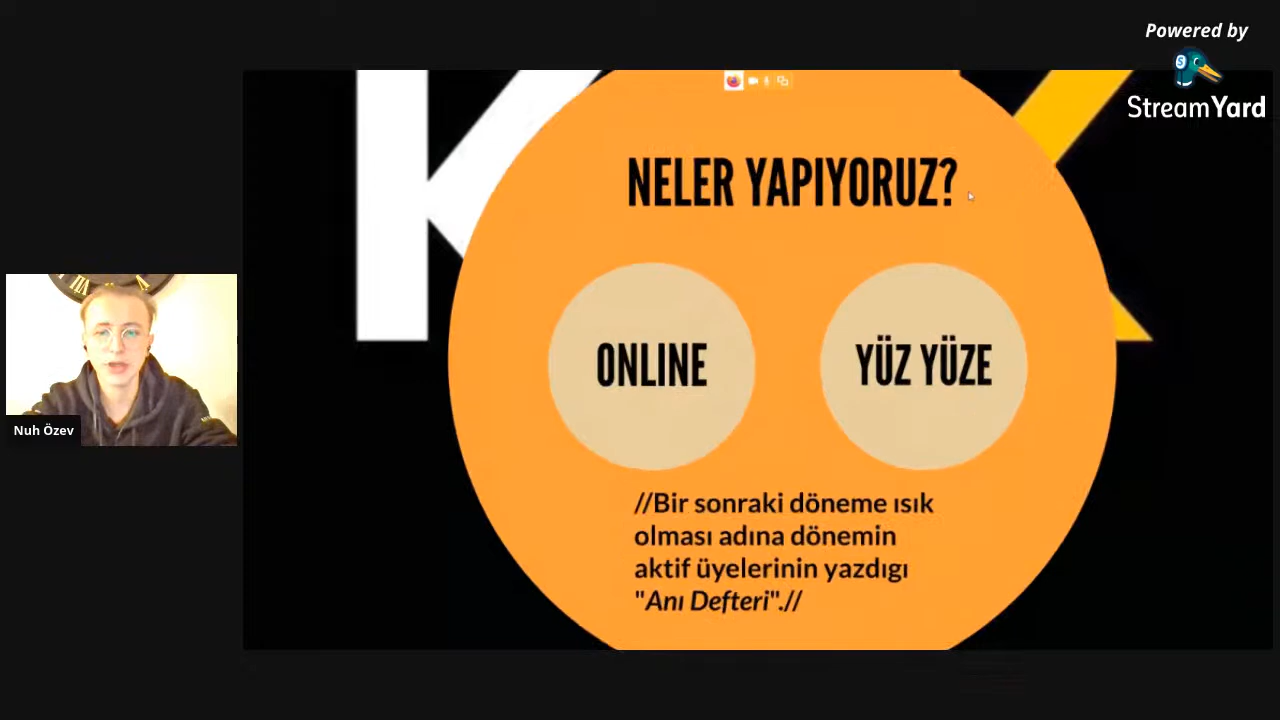 Powered by
StreamYard
NELER YAPIYORUZ?
ONLINE
YÜZ YÜZE
//Bir sonraki döneme ısık
olması adına dönemin
aktif üyelerinin yazdıgı
"Anı Defteri".//
Nuh Özev